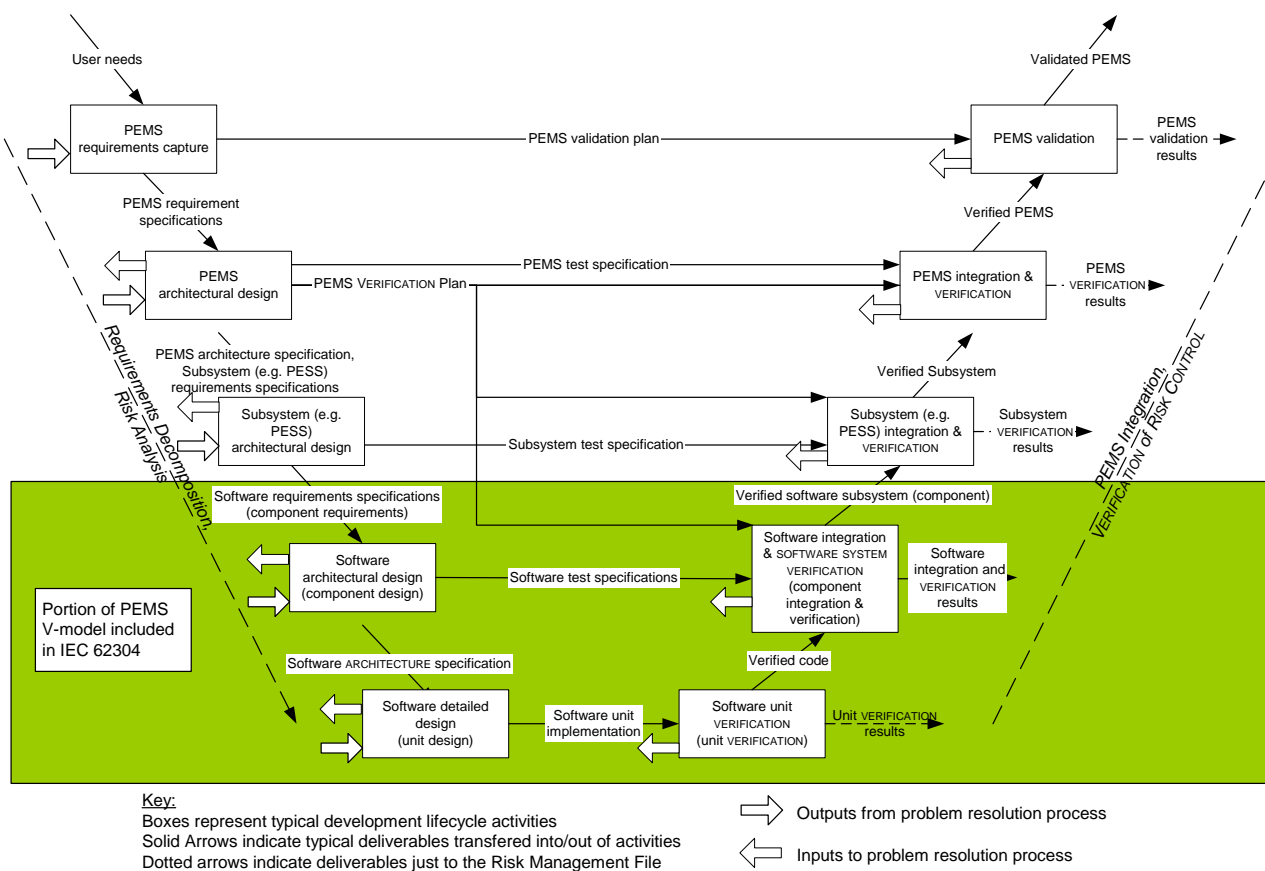 User needs
Validated PEMS
PEMS
requirements capture
PEMS validation plan
PEMS validation
PEMS
validation
results
PEMS requirement
specifications
Verified PEMS
PEMS
architectural design
PEMS test specification
PEMS VERIFICATION Plan
PEMS integration &
VERIFICATION
PEMS
VERIFICATION
results
Requirements Decomposition,
Risk Analysis
PEMS architecture specification,
Subsystem (e.g. PESS)
requirements specifications
Verified Subsystem
PEMS Integration,
VERIFICATION of RISK CONTROL
Subsystem (e.g.
PESS)
architectural design
Subsystem test specification
Subsystem (e.g.
PESS) integration &
VERIFICATION
Subsystem
VERIFICATION
results
Software requirements specifications
(component requirements)
Verified software subsystem (component)
Software
architectural design
(component design)
Software test specifications
Software integration
& SOFTWARE SYSTEM
VERIFICATION
(component
integration &
verification)
Software
integration and
VERIFICATION
results
Portion of PEMS
V-model included
in IEC 62304
Software ARCHITECTURE specification
Verified code
Software detailed
design
(unit design)
Software unit
implementation
Software unit
VERIFICATION
(unit VERIFICATION)
Unit VERIFICATION
results
Key:
Boxes represent typical development lifecycle activities
Solid Arrows indicate typical deliverables transfered into/out of activities
Dotted arrows indicate deliverables just to the Risk Management File
Outputs from problem resolution process
Inputs to problem resolution process